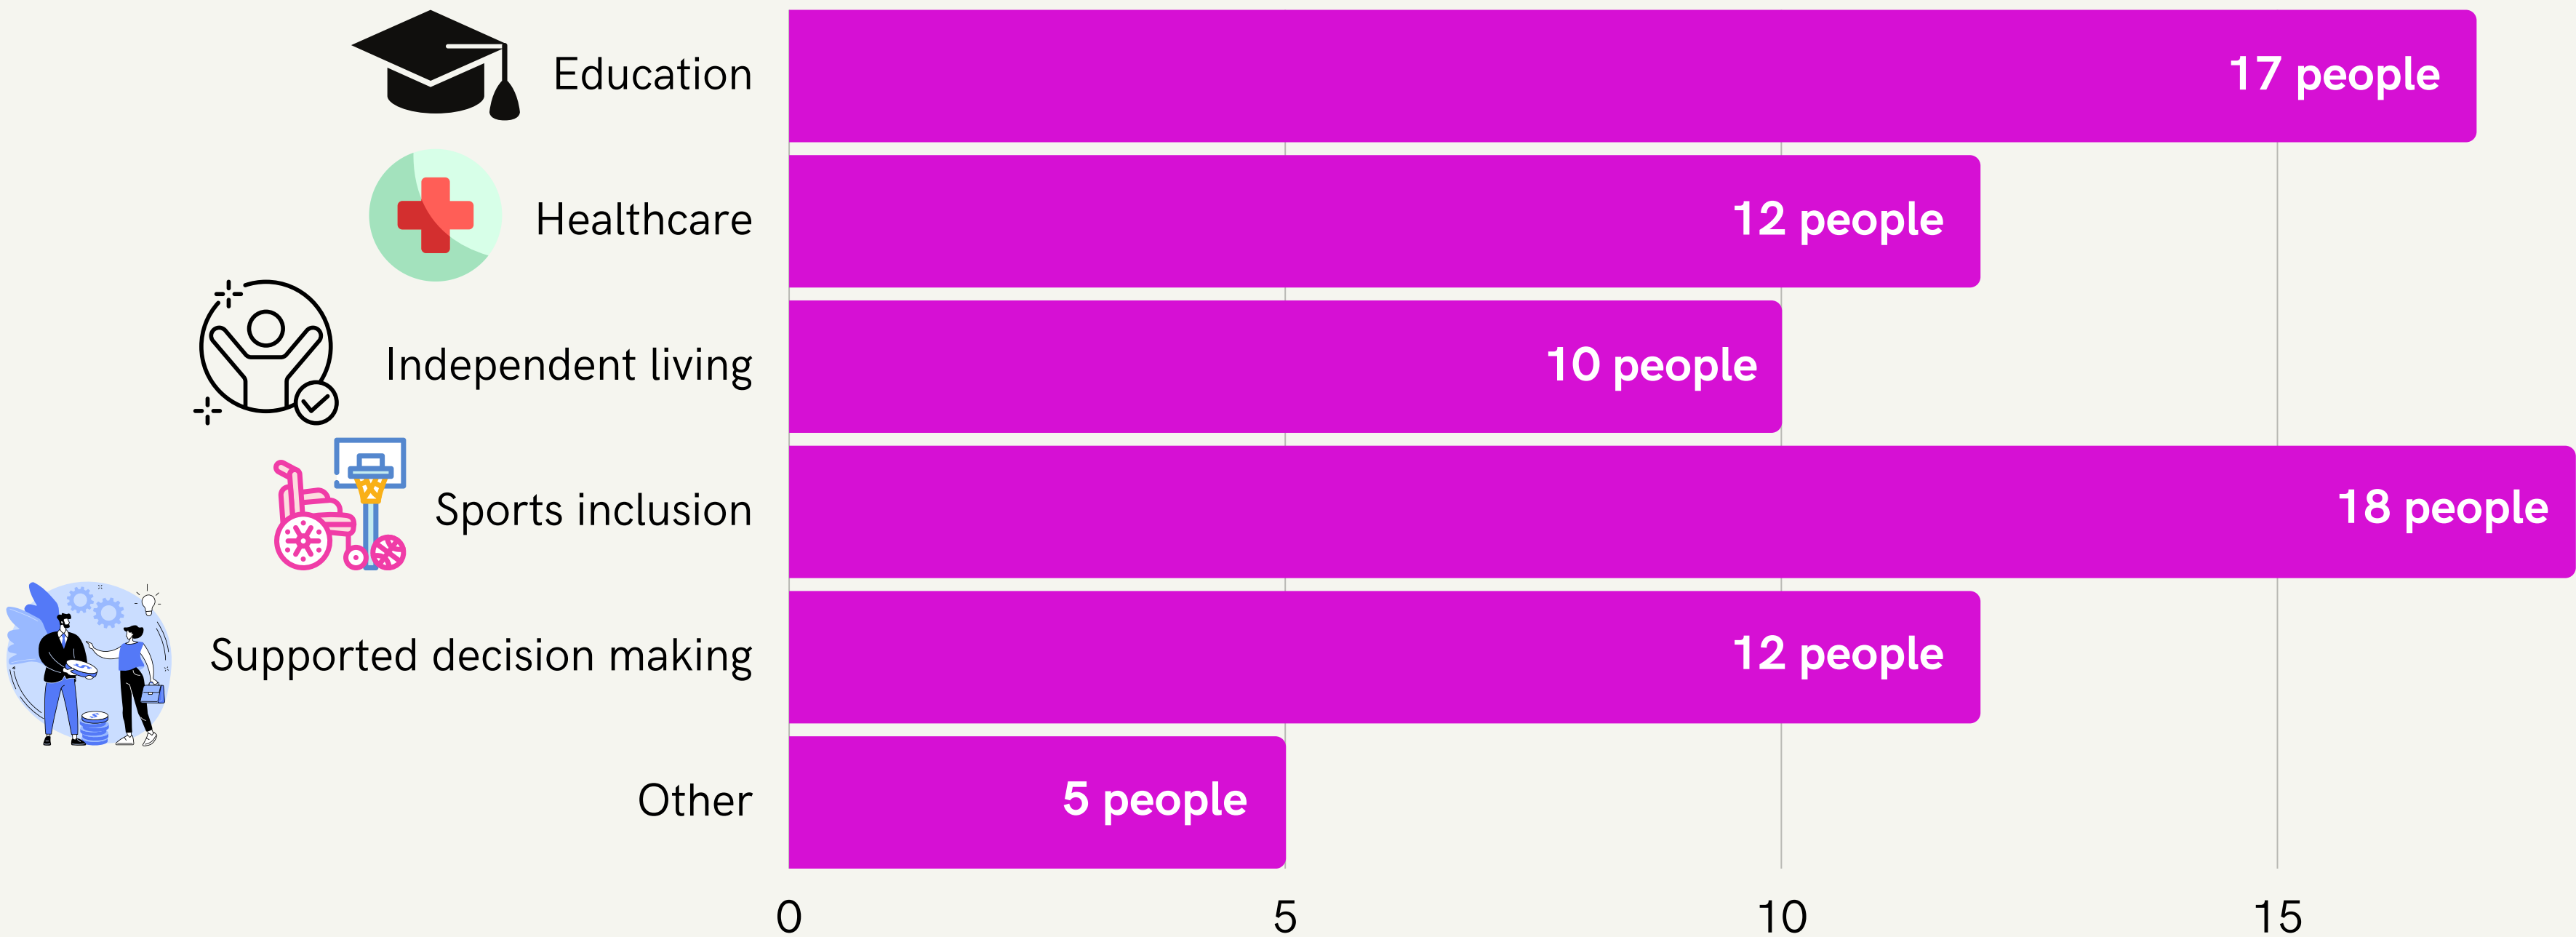 Education
17 people
Healthcare
12 people
Independent living
10 people
Sports inclusion
18 people
Supported decision making
12 people
Other
5 people
0 5 10 15